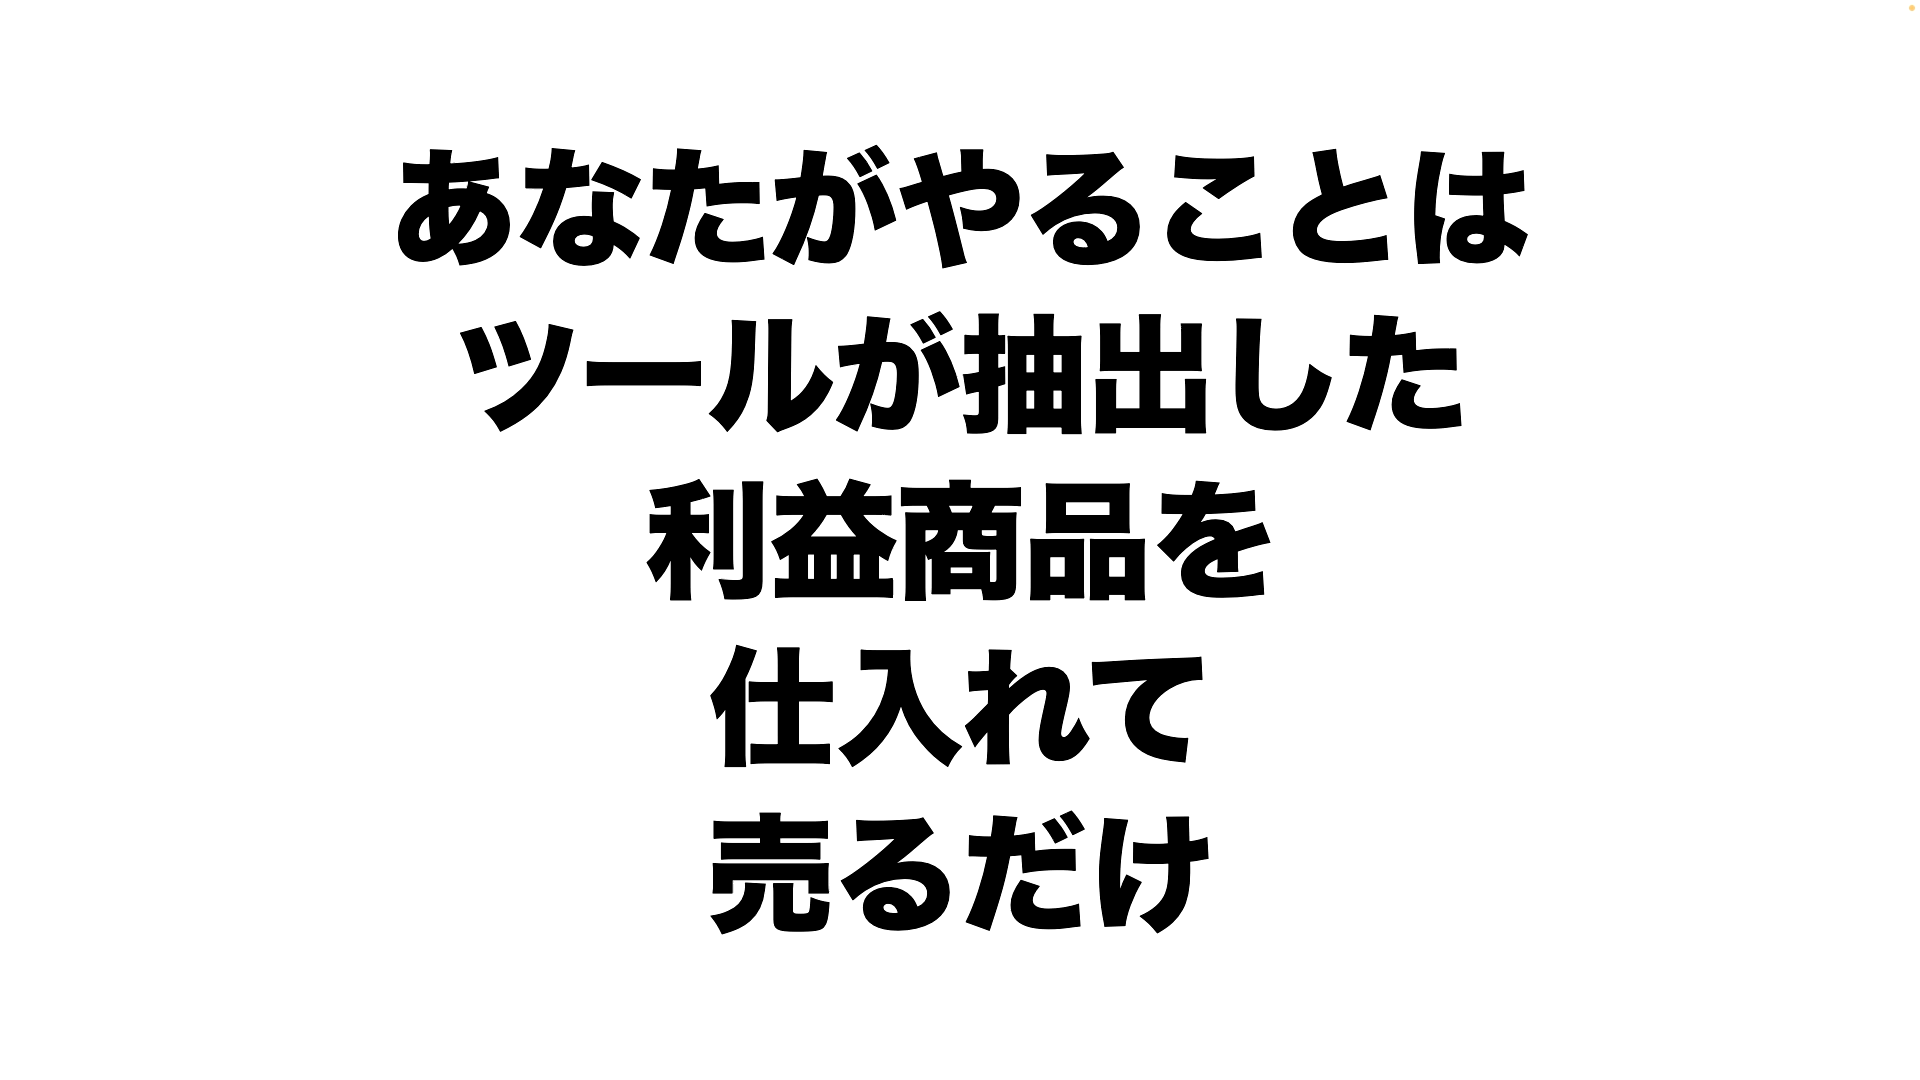 あなたがやることは
ツールが抽出した
利益商品を
仕入れて
売るだけ